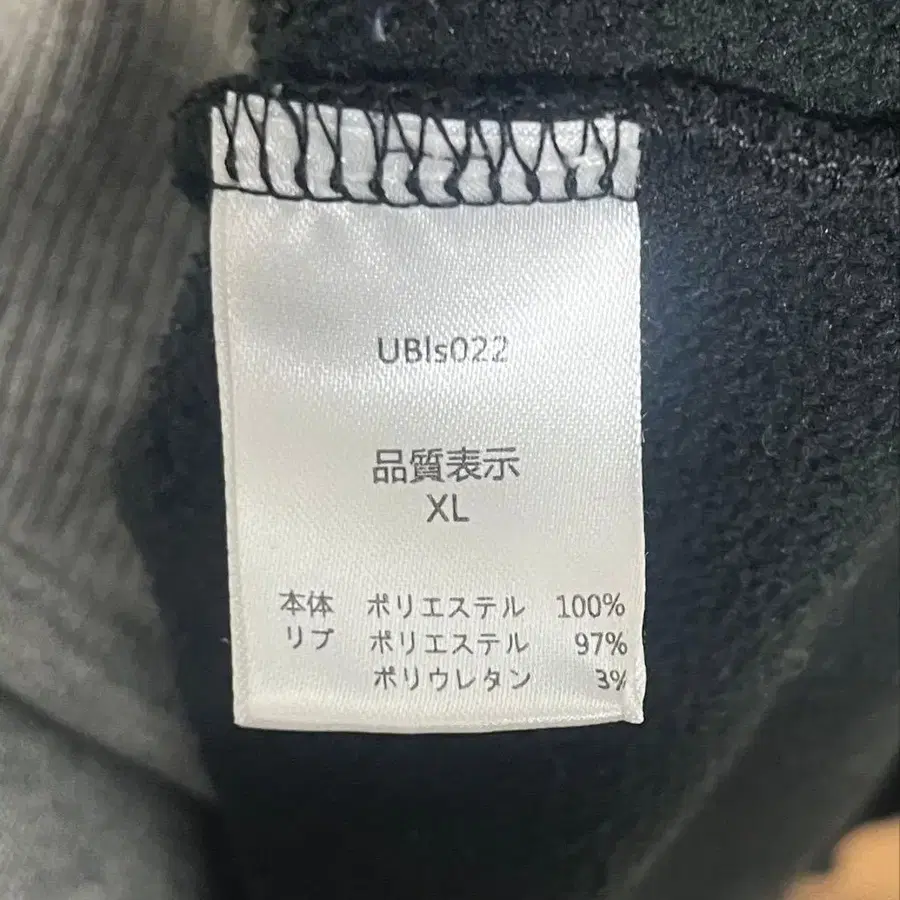 UBls022
品質表示
XL
本体 ポリエステル 100%
リブ ポリエステル 97%
ポリウレタン 3%